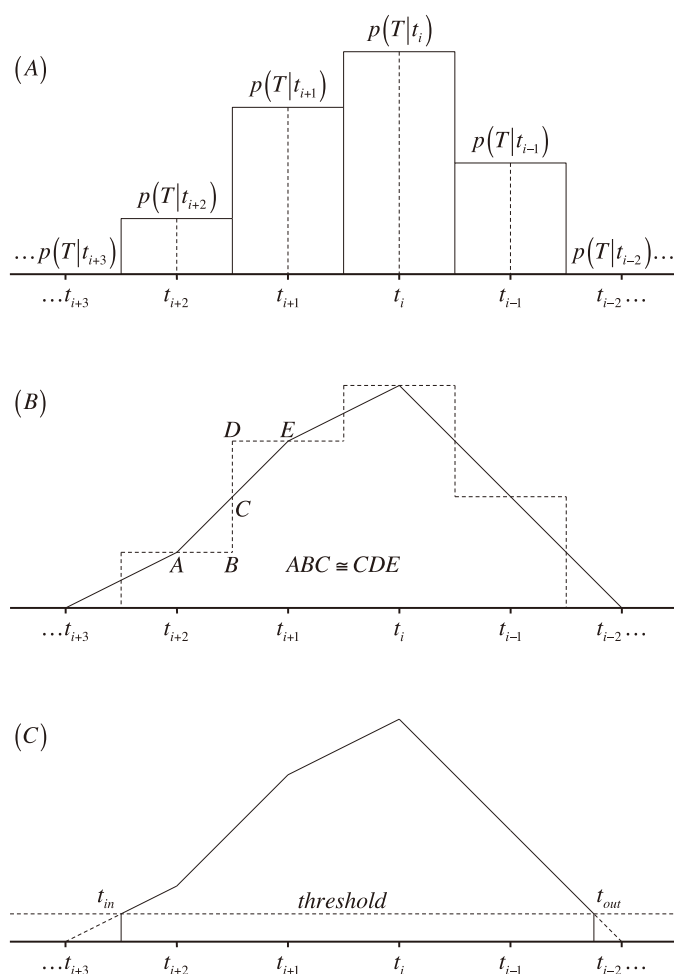 (A)
p(T|t_i)
p(T|t_{i+1})
p(T|t_{i−1})
p(T|t_{i+2})
…p(T|t_{i+3}) p(T|t_{i−2})…
…t_{i+3} t_{i+2} t_{i+1} t_i t_{i−1} t_{i−2}…
(B)
D E
C
A B ABC ≅ CDE
…t_{i+3} t_{i+2} t_{i+1} t_i t_{i−1} t_{i−2}…
(C)
t_{in} threshold t_{out}
…t_{i+3} t_{i+2} t_{i+1} t_i t_{i−1} t_{i−2}…